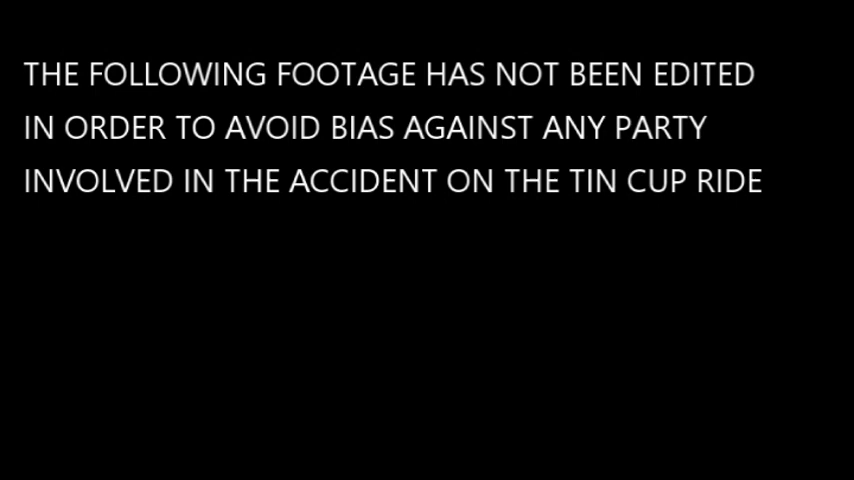 THE FOLLOWING FOOTAGE HAS NOT BEEN EDITED
IN ORDER TO AVOID BIAS AGAINST ANY PARTY
INVOLVED IN THE ACCIDENT ON THE TIN CUP RIDE